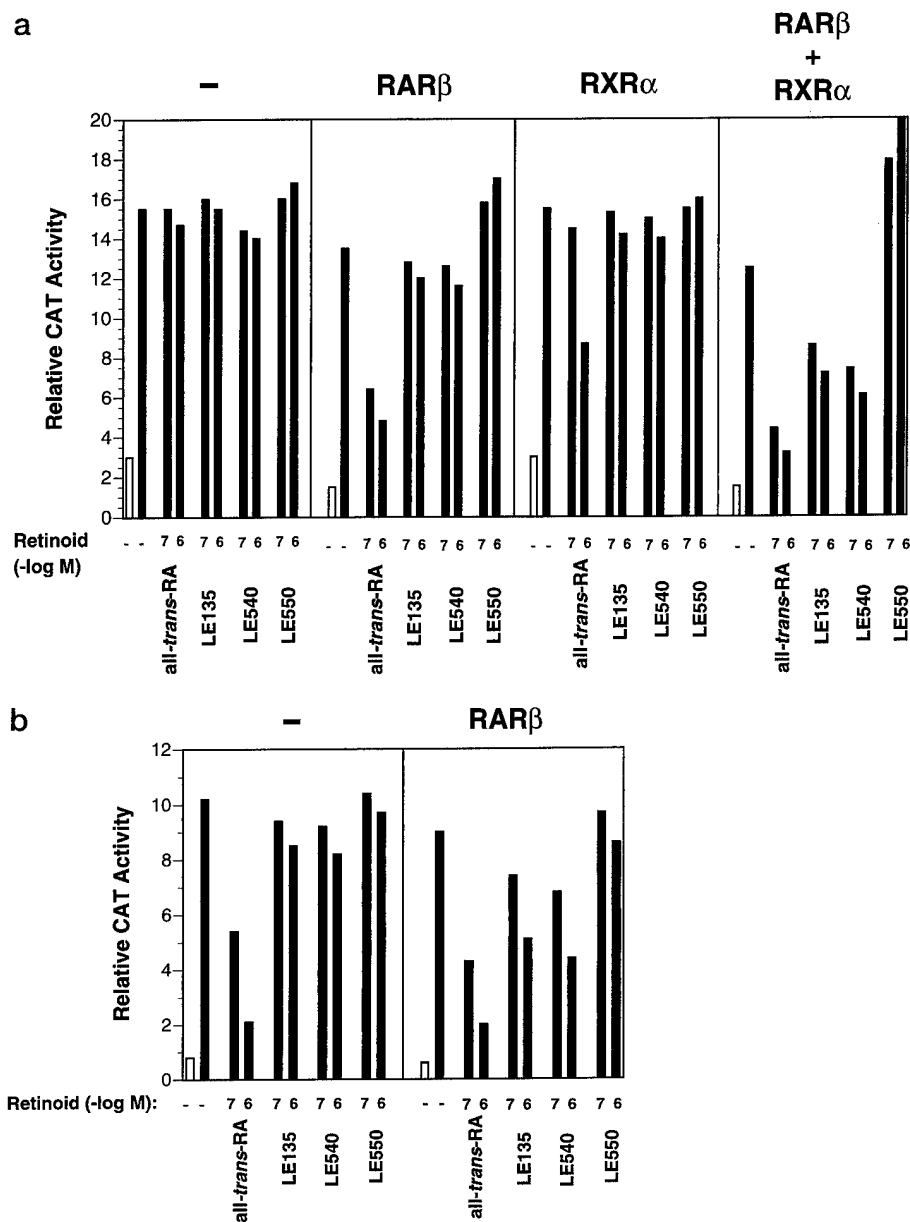 a
–
RARβ
RXRα
RARβ
+
RXRα
Relative CAT Activity
20
18
16
14
12
10
8
6
4
2
0
Retinoid
(-log M)
- - 7 6 7 6 7 6 7 6
- - 7 6 7 6 7 6 7 6
- - 7 6 7 6 7 6 7 6
- - 7 6 7 6 7 6 7 6
all-trans-RA
LE135
LE540
LE550
all-trans-RA
LE135
LE540
LE550
all-trans-RA
LE135
LE540
LE550
all-trans-RA
LE135
LE540
LE550
b
–
RARβ
Relative CAT Activity
12
10
8
6
4
2
0
Retinoid (-log M):
- - 7 6 7 6 7 6 7 6
- - 7 6 7 6 7 6 7 6
all-trans-RA
LE135
LE540
LE550
all-trans-RA
LE135
LE540
LE550